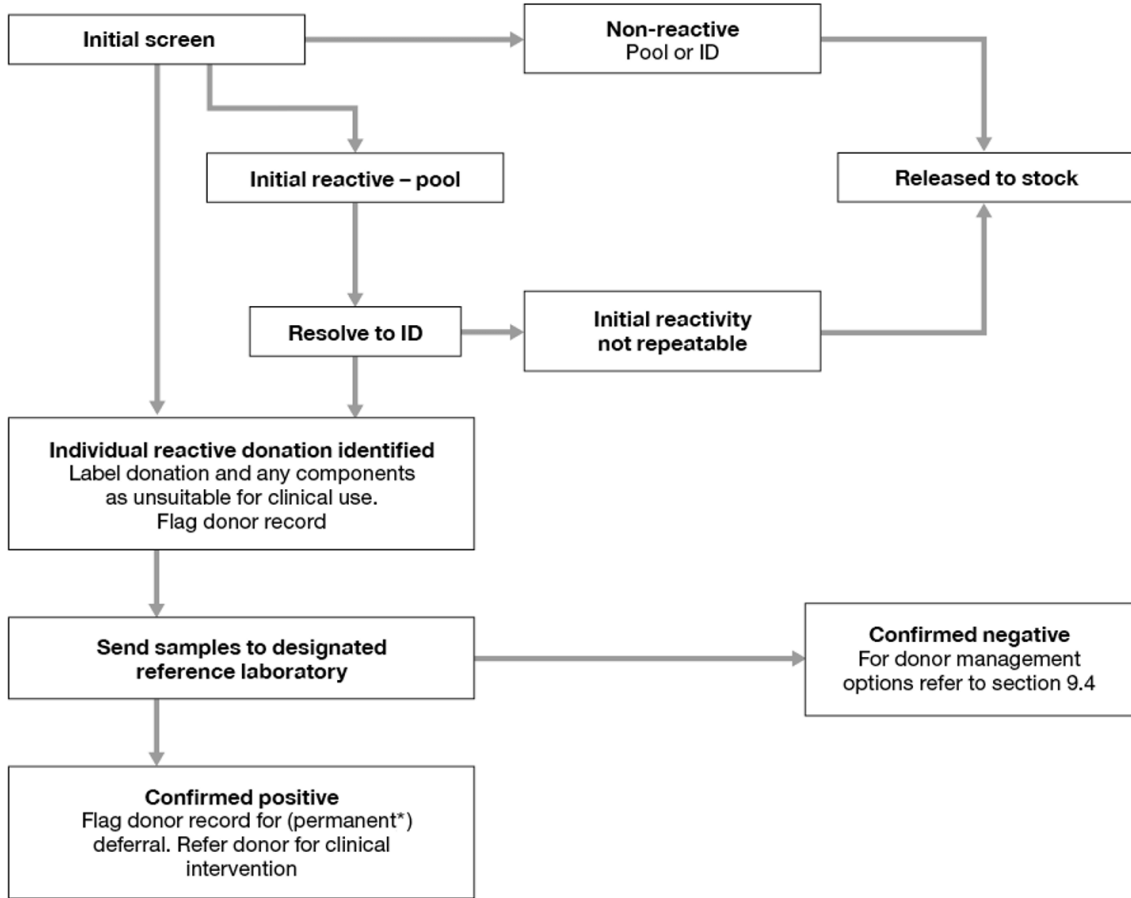 Initial screen
Non-reactive
Pool or ID
Initial reactive – pool
Released to stock
Resolve to ID
Initial reactivity
not repeatable
Individual reactive donation identified
Label donation and any components
as unsuitable for clinical use.
Flag donor record
Send samples to designated
reference laboratory
Confirmed negative
For donor management
options refer to section 9.4
Confirmed positive
Flag donor record for (permanent*)
deferral. Refer donor for clinical
intervention